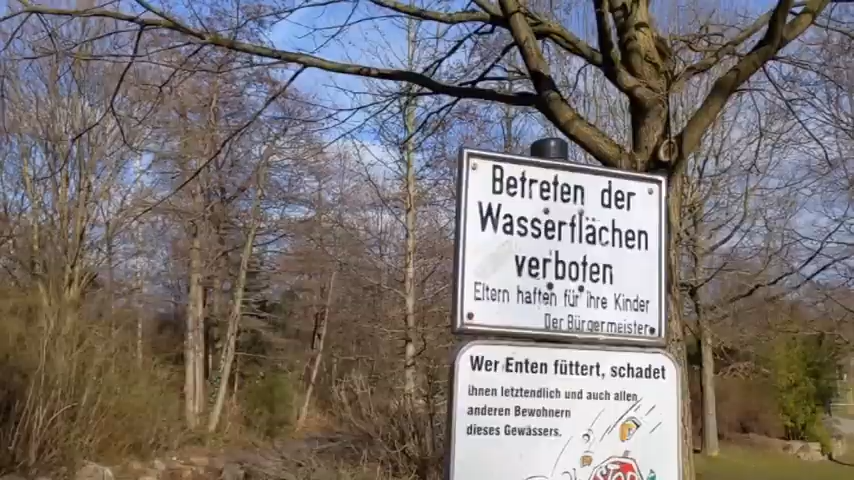 Betreten der
Wasserflächen
verboten
Eltern haften für ihre Kinder
Der Bürgermeister
Wer Enten füttert, schadet
ihnen letztendlich und auch allen
anderen Bewohnern
dieses Gewässers.
STOP